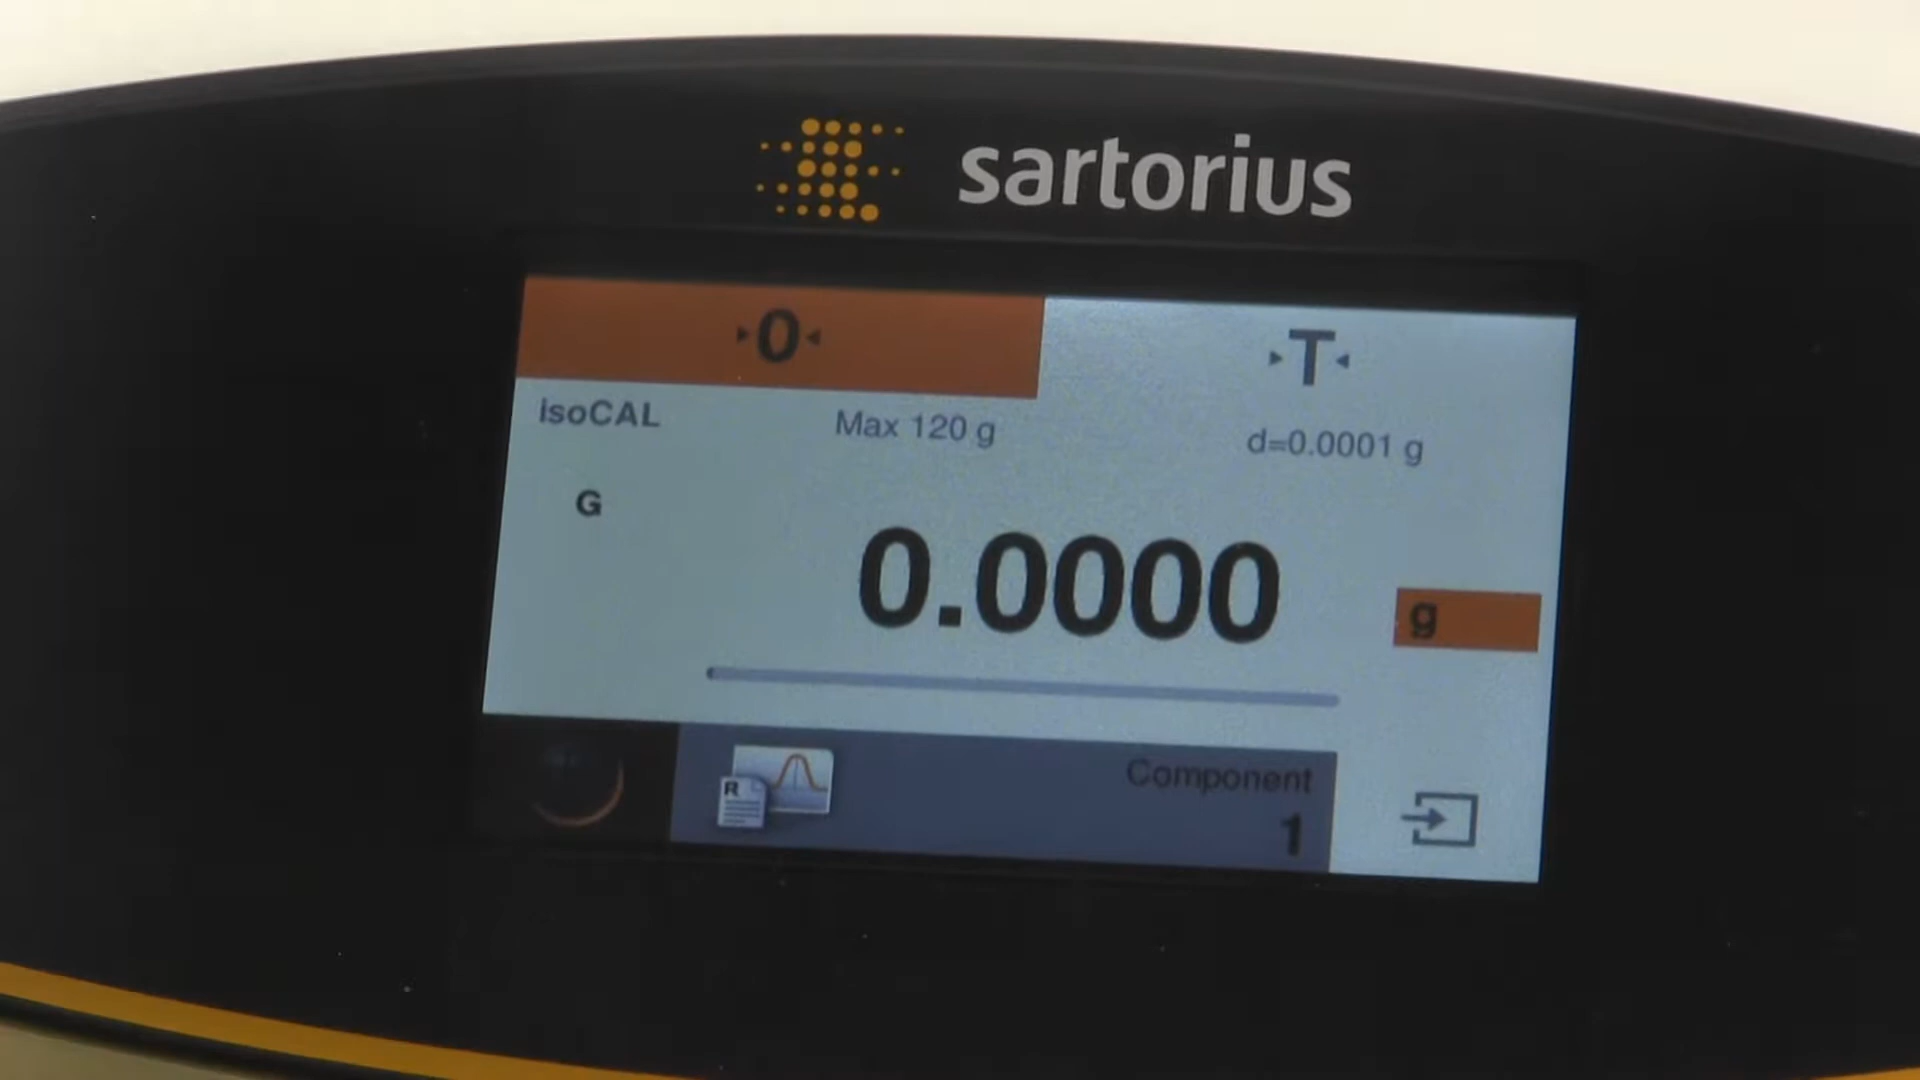 sartorius
0
T
isoCAL
Max 120 g
d=0.0001 g
G
0.0000
g
R
Component
1